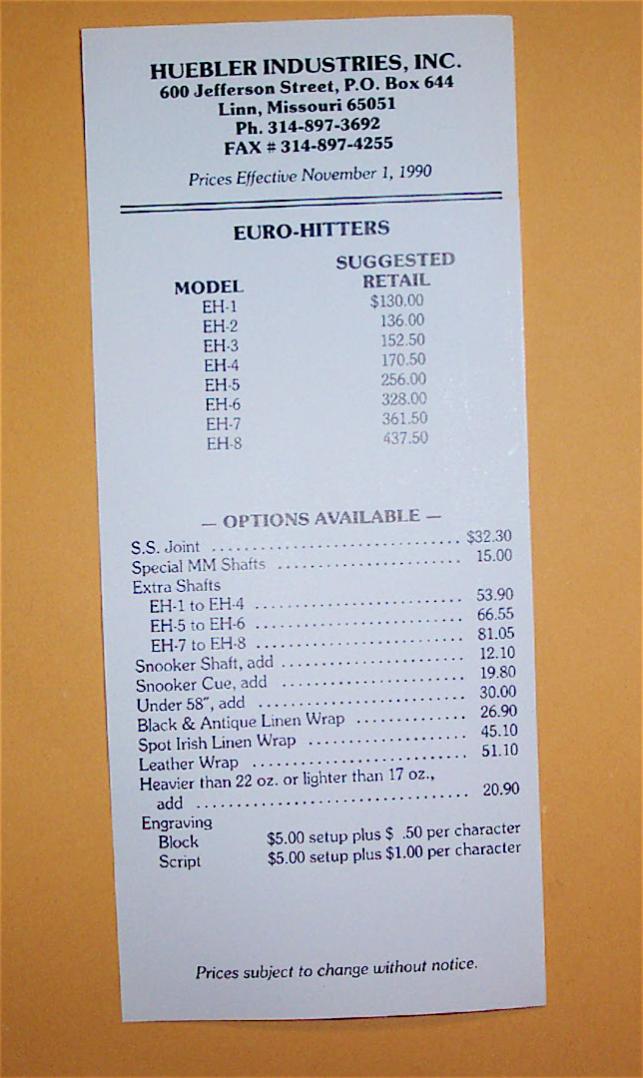 HUEBLER INDUSTRIES, INC.
600 Jefferson Street, P.O. Box 644
Linn, Missouri 65051
Ph. 314-897-3692
FAX # 314-897-4255
Prices Effective November 1, 1990
EURO-HITTERS
MODEL SUGGESTED RETAIL
EH-1 $130.00
EH-2 136.00
EH-3 152.50
EH-4 170.50
EH-5 256.00
EH-6 328.00
EH-7 361.50
EH-8 437.50
— OPTIONS AVAILABLE —
S.S. Joint ................................ $32.30
Special MM Shafts ........................ 15.00
Extra Shafts
EH-1 to EH-4 ........................... 53.90
EH-5 to EH-6 ........................... 66.55
EH-7 to EH-8 ........................... 81.05
Snooker Shaft, add ........................ 12.10
Snooker Cue, add ........................ 19.80
Under 58", add ........................... 30.00
Black & Antique Linen Wrap .............. 26.90
Spot Irish Linen Wrap ..................... 45.10
Leather Wrap ............................ 51.10
Heavier than 22 oz. or lighter than 17 oz.,
add ................................... 20.90
Engraving
Block $5.00 setup plus $ .50 per character
Script $5.00 setup plus $1.00 per character
Prices subject to change without notice.